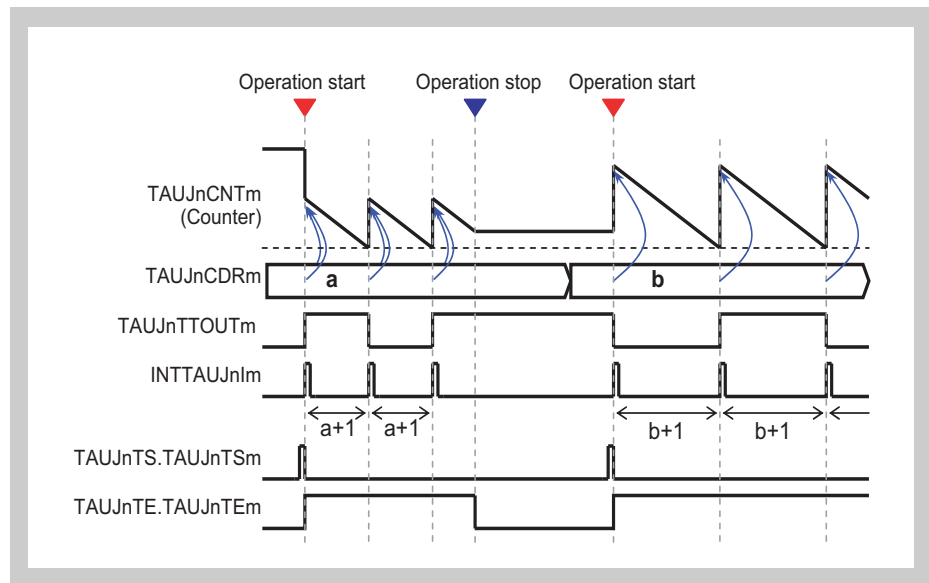 Operation start Operation stop Operation start
TAUJnCNTm
(Counter)
TAUJnCDRm a b
TAUJnTTOUTm
INTTAUJnIm
a+1 a+1 b+1 b+1
TAUJnTS.TAUJnTSm
TAUJnTE.TAUJnTEm